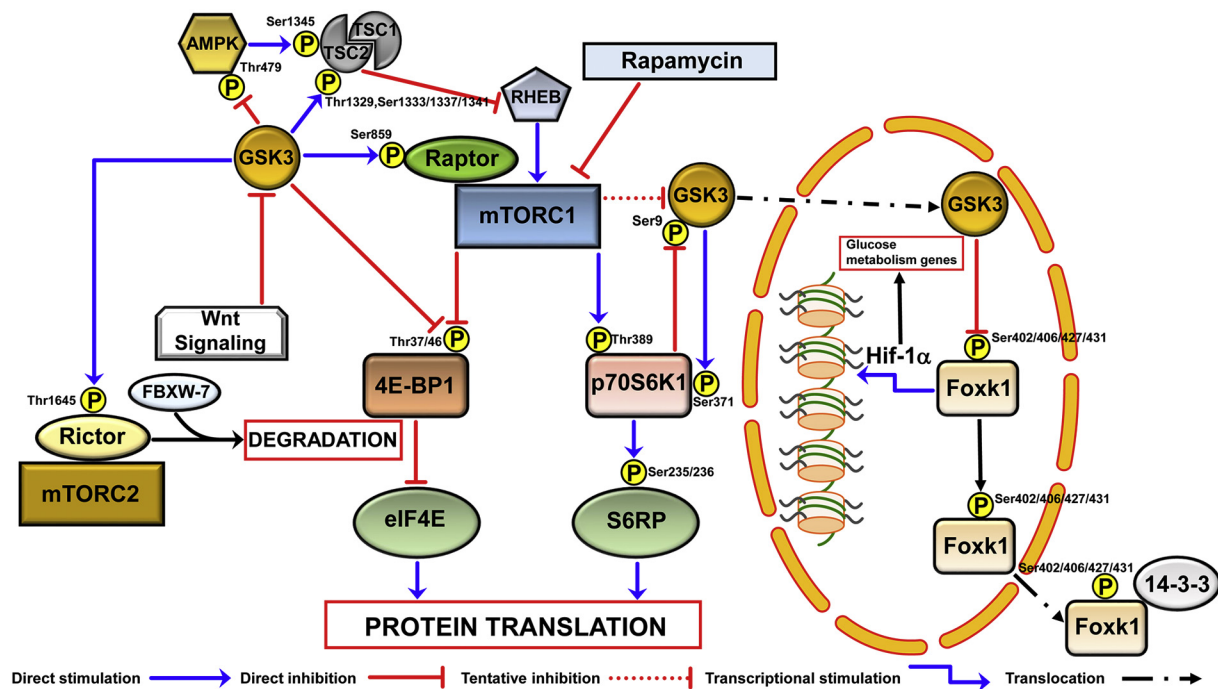 Ser1345
AMPK
P
TSC1
TSC2
Thr479
P
P
Thr1329,Ser1333/1337/1341
RHEB
Rapamycin
GSK3
Ser859
P
Raptor
mTORC1
GSK3
Ser9
P
GSK3
Glucose
metabolism genes
Wnt
Signaling
Thr37/46
P
P
Thr389
Hif-1α
Ser402/406/427/431
P
Foxk1
4E-BP1
p70S6K1
P
Ser371
Thr1645
P
FBXW-7
Rictor
DEGRADATION
mTORC2
P
Ser235/236
eIF4E
S6RP
P
Ser402/406/427/431
Foxk1
Ser402/406/427/431
P
14-3-3
Foxk1
PROTEIN TRANSLATION
Direct stimulation
Direct inhibition
Tentative inhibition
Transcriptional stimulation
Translocation